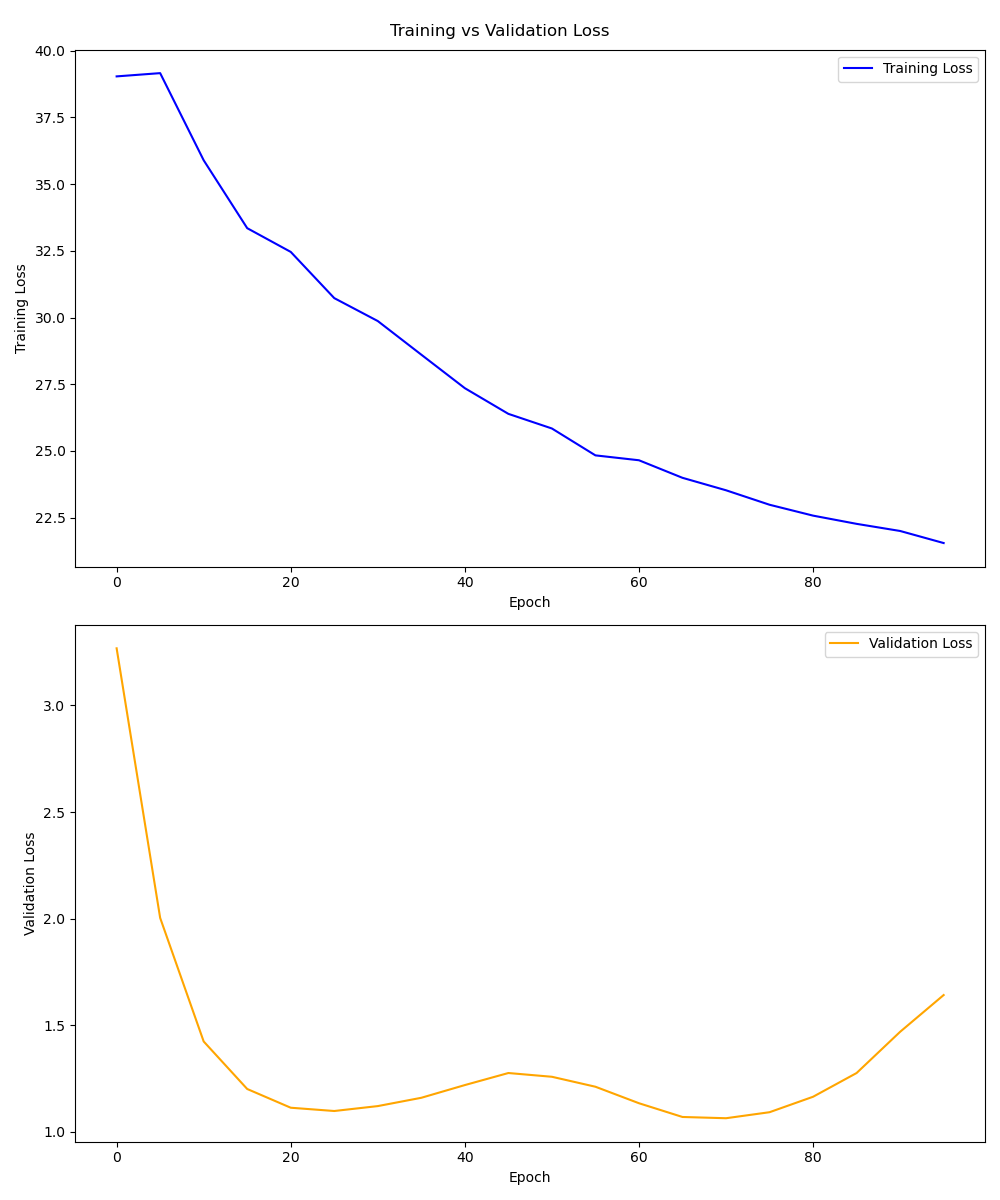 Training vs Validation Loss
40.0
37.5
35.0
32.5
30.0
27.5
25.0
22.5
Training Loss
Training Loss
0 20 40 60 80
Epoch
3.0
2.5
2.0
1.5
1.0
Validation Loss
Validation Loss
0 20 40 60 80
Epoch